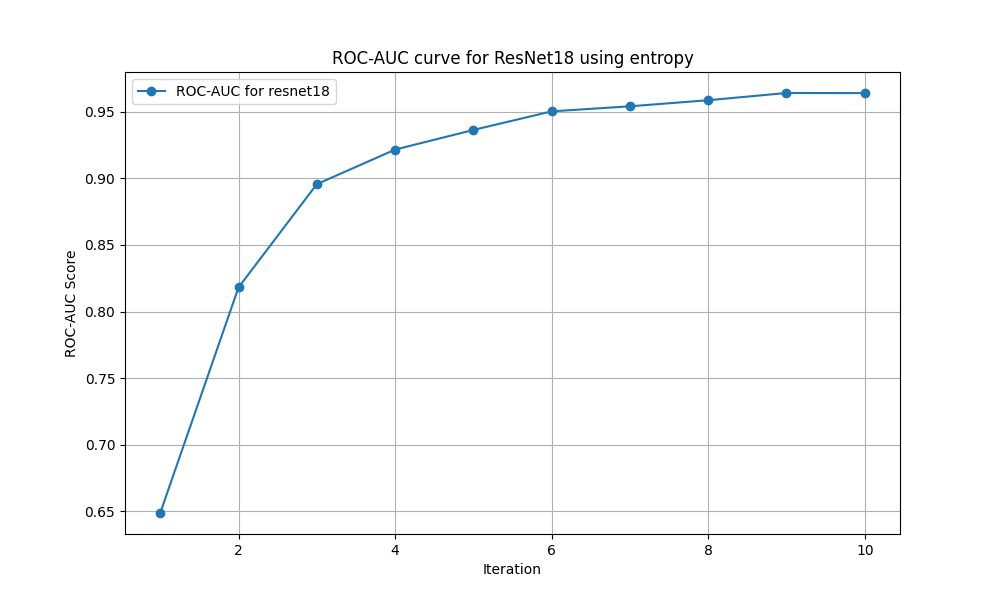 ROC-AUC curve for ResNet18 using entropy
ROC-AUC for resnet18
ROC-AUC Score
0.95
0.90
0.85
0.80
0.75
0.70
0.65
2 4 6 8 10
Iteration